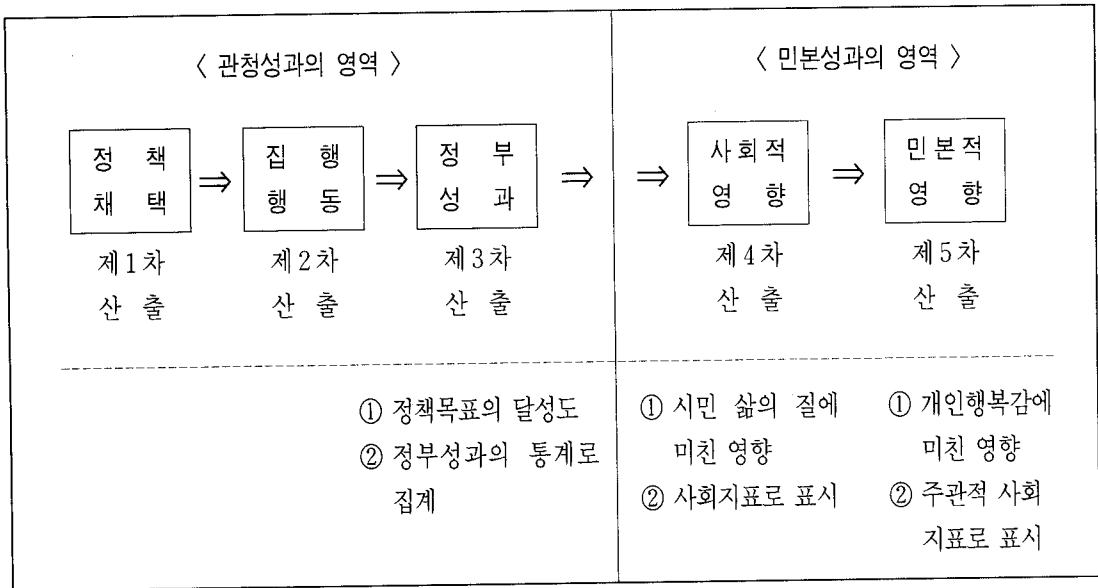 〈 관청성과의 영역 〉
〈 민본성과의 영역 〉
정 책
채 택
⇒
집 행
행 동
⇒
정 부
성 과
⇒
⇒
사회적
영 향
⇒
민본적
영 향
제1차
산 출
제2차
산 출
제3차
산 출
제4차
산 출
제5차
산 출
① 정책목표의 달성도
② 정부성과의 통계로
집계
① 시민 삶의 질에
미친 영향
② 사회지표로 표시
① 개인행복감에
미친 영향
② 주관적 사회
지표로 표시